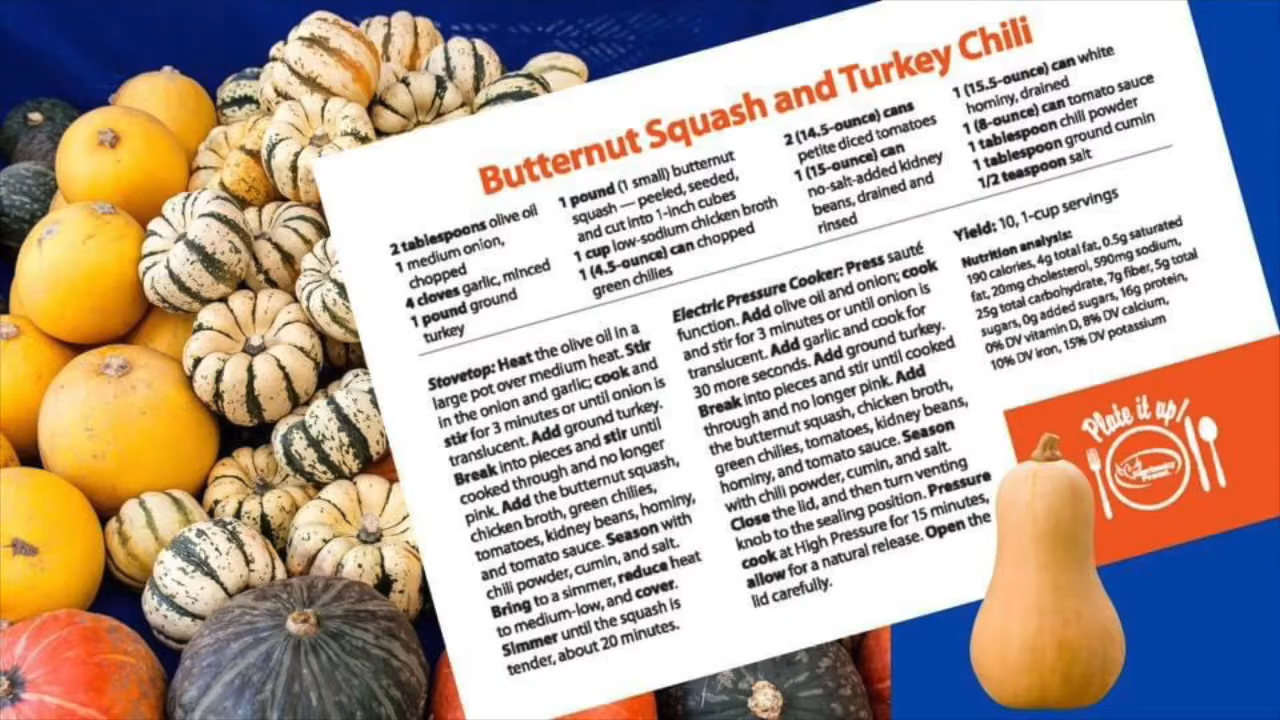 Butternut Squash and Turkey Chili
2 tablespoons olive oil
1 medium onion,
chopped
4 cloves garlic, minced
1 pound ground
turkey
1 pound (1 small) butternut
squash — peeled, seeded,
and cut into 1-inch cubes
1 cup low-sodium chicken broth
1 (4.5-ounce) can chopped
green chilies
2 (14.5-ounce) cans
petite diced tomatoes
1 (15-ounce) can
no-salt-added kidney
beans, drained and
rinsed
1 (15.5-ounce) can white
hominy, drained
1 (8-ounce) can tomato sauce
1 tablespoon chili powder
1 tablespoon ground cumin
1/2 teaspoon salt
Stovetop: Heat the olive oil in a
large pot over medium heat. Stir
in the onion and garlic; cook and
stir for 3 minutes or until onion is
translucent. Add ground turkey.
Break into pieces and stir until
cooked through and no longer
pink. Add the butternut squash,
chicken broth, green chilies,
tomatoes, kidney beans, hominy,
and tomato sauce. Season with
chili powder, cumin, and salt.
Bring to a simmer, reduce heat
to medium-low, and cover.
Simmer until the squash is
tender, about 20 minutes.
Electric Pressure Cooker: Press sauté
function. Add olive oil and onion; cook
and stir for 3 minutes or until onion is
translucent. Add garlic and cook for
30 more seconds. Add ground turkey.
Break into pieces and stir until cooked
through and no longer pink. Add
the butternut squash, chicken broth,
green chilies, tomatoes, kidney beans,
hominy, and tomato sauce. Season
with chili powder, cumin, and salt.
Close the lid, and then turn venting
knob to the sealing position. Pressure
cook at High Pressure for 15 minutes,
allow for a natural release. Open the
lid carefully.
Yield: 10, 1-cup servings
Nutrition analysis:
190 calories, 4g total fat, 0.5g saturated
fat, 20mg cholesterol, 590mg sodium,
25g total carbohydrate, 7g fiber, 5g total
sugars, 0g added sugars, 16g protein,
0% DV vitamin D, 8% DV calcium,
10% DV iron, 15% DV potassium
Plate it up!